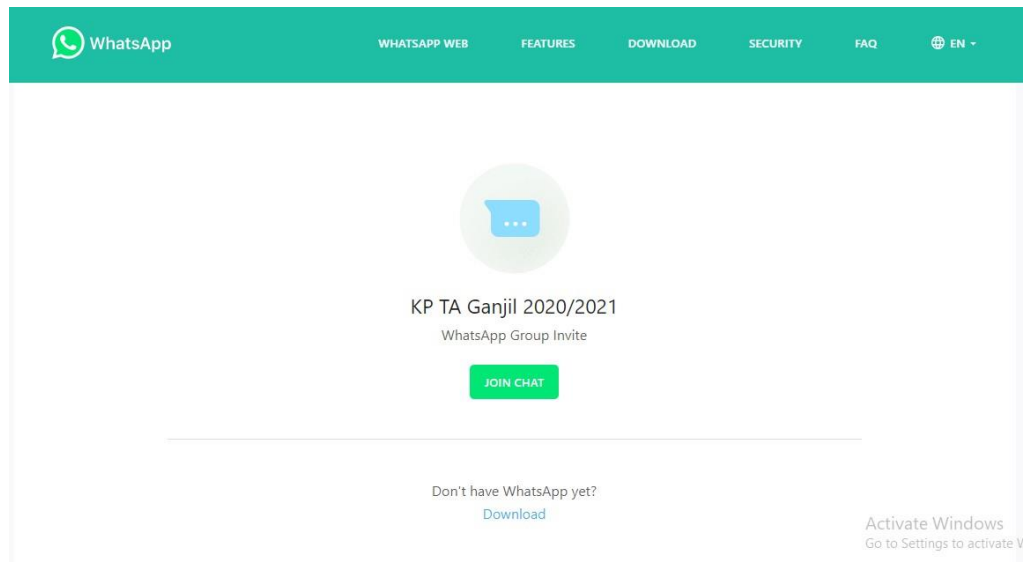 WhatsApp
WHATSAPP WEB FEATURES DOWNLOAD SECURITY FAQ EN
KP TA Ganjil 2020/2021
WhatsApp Group Invite
JOIN CHAT
Don't have WhatsApp yet?
Download
Activate Windows
Go to Settings to activate